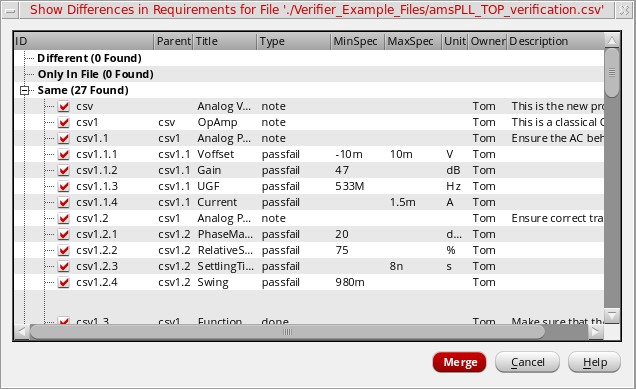 Show Differences in Requirements for File './Verifier_Example_Files/amsPLL_TOP_verification.csv'
ID Parent Title Type MinSpec MaxSpec Unit Owner Description
Different (0 Found)
Only In File (0 Found)
Same (27 Found)
csv Analog V... note Tom This is the new pro
csv1 csv OpAmp note Tom This is a classical
csv1.1 csv1 Analog P... note Tom Ensure the AC beh
csv1.1.1 csv1.1 Voffset passfail -10m 10m V Tom
csv1.1.2 csv1.1 Gain passfail 47 dB Tom
csv1.1.3 csv1.1 UGF passfail 533M Hz Tom
csv1.1.4 csv1.1 Current passfail 1.5m A Tom
csv1.2 csv1 Analog P... note Tom Ensure correct tra
csv1.2.1 csv1.2 PhaseMa... passfail 20 d... Tom
csv1.2.2 csv1.2 RelativeS... passfail 75 % Tom
csv1.2.3 csv1.2 SettlingTi... passfail 8n s Tom
csv1.2.4 csv1.2 Swing passfail 980m Tom
csv1.3 csv1 Function done Tom Make sure that the
Merge Cancel Help